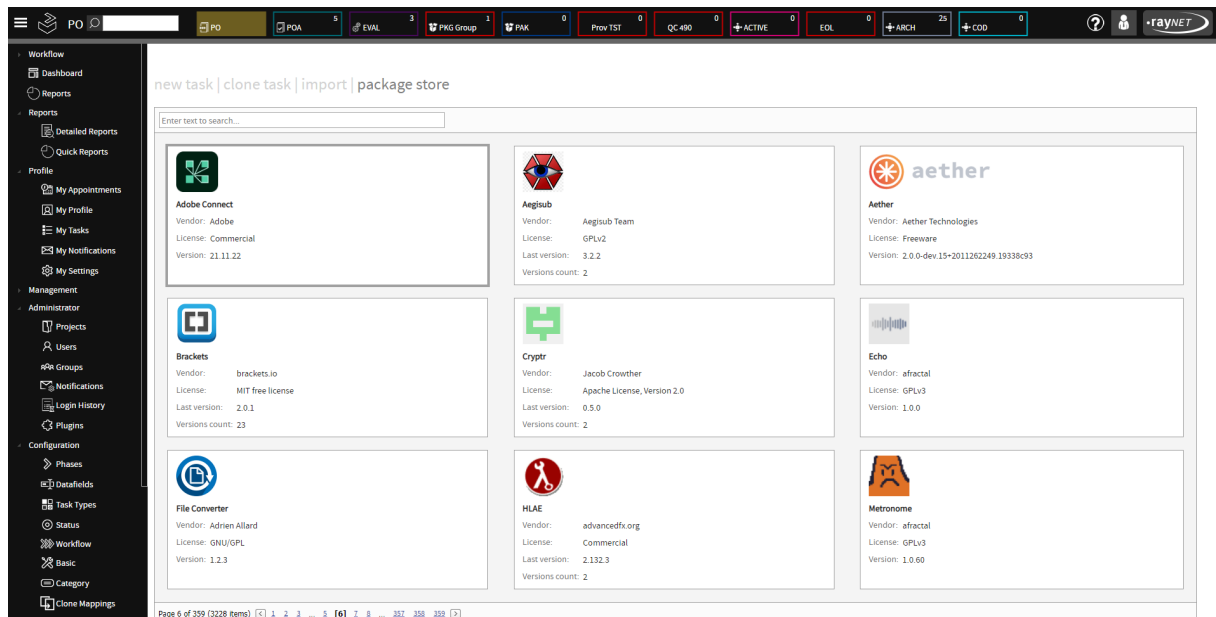 PO
PO
POA 5
EVAL 3
PKG Group 1
PAK 0
Prov TST 0
QC 490 0
ACTIVE 0
EOL 0
ARCH 25
COD 0
?
rayNET
Workflow
Dashboard
Reports
Reports
Detailed Reports
Quick Reports
Profile
My Appointments
My Profile
My Tasks
My Notifications
My Settings
Management
Administrator
Projects
Users
Groups
Notifications
Login History
Plugins
Configuration
Phases
Datafields
Task Types
Status
Workflow
Basic
Category
Clone Mappings
new task | clone task | import | package store
Enter text to search...
Adobe Connect
Vendor: Adobe
License: Commercial
Version: 21.11.22
Aegisub
Vendor: Aegisub Team
License: GPLv2
Last version: 3.2.2
Versions count: 2
aether
Aether
Vendor: Aether Technologies
License: Freeware
Version: 2.0.0-dev.15+2011262249.19338c93
Brackets
Vendor: brackets.io
License: MIT free license
Last version: 2.0.1
Versions count: 23
Cryptr
Vendor: Jacob Crowther
License: Apache License, Version 2.0
Last version: 0.5.0
Versions count: 2
Echo
Vendor: afractal
License: GPLv3
Version: 1.0.0
File Converter
Vendor: Adrien Allard
License: GNU/GPL
Version: 1.2.3
HLAE
Vendor: advancedfx.org
License: Commercial
Last version: 2.132.3
Versions count: 2
Metronome
Vendor: afractal
License: GPLv3
Version: 1.0.60
Page 6 of 359 (3228 items) < 1 2 3 ... 5 [6] 7 8 ... 357 358 359 >